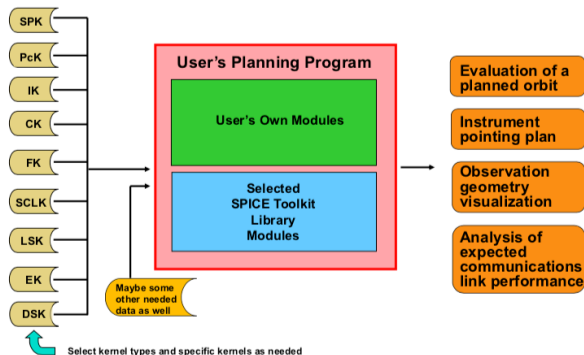 SPK
PcK
IK
CK
FK
SCLK
LSK
EK
DSK
User's Planning Program
User's Own Modules
Selected
SPICE Toolkit
Library
Modules
Maybe some
other needed
data as well
Evaluation of a
planned orbit
Instrument
pointing plan
Observation
geometry
visualization
Analysis of
expected
communications
link performance
Select kernel types and specific kernels as needed